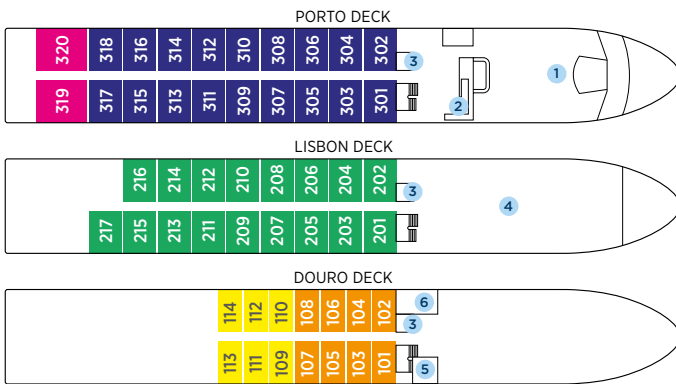 PORTO DECK
320 318 316 314 312 310 308 306 304 302
3
1
2
319 317 315 313 311 309 307 305 303 301
LISBON DECK
216 214 212 210 208 206 204 202
3
4
217 215 213 211 209 207 205 203 201
DOURO DECK
114 112 110 108 106 104 102
6
3
113 111 109 107 105 103 101
5